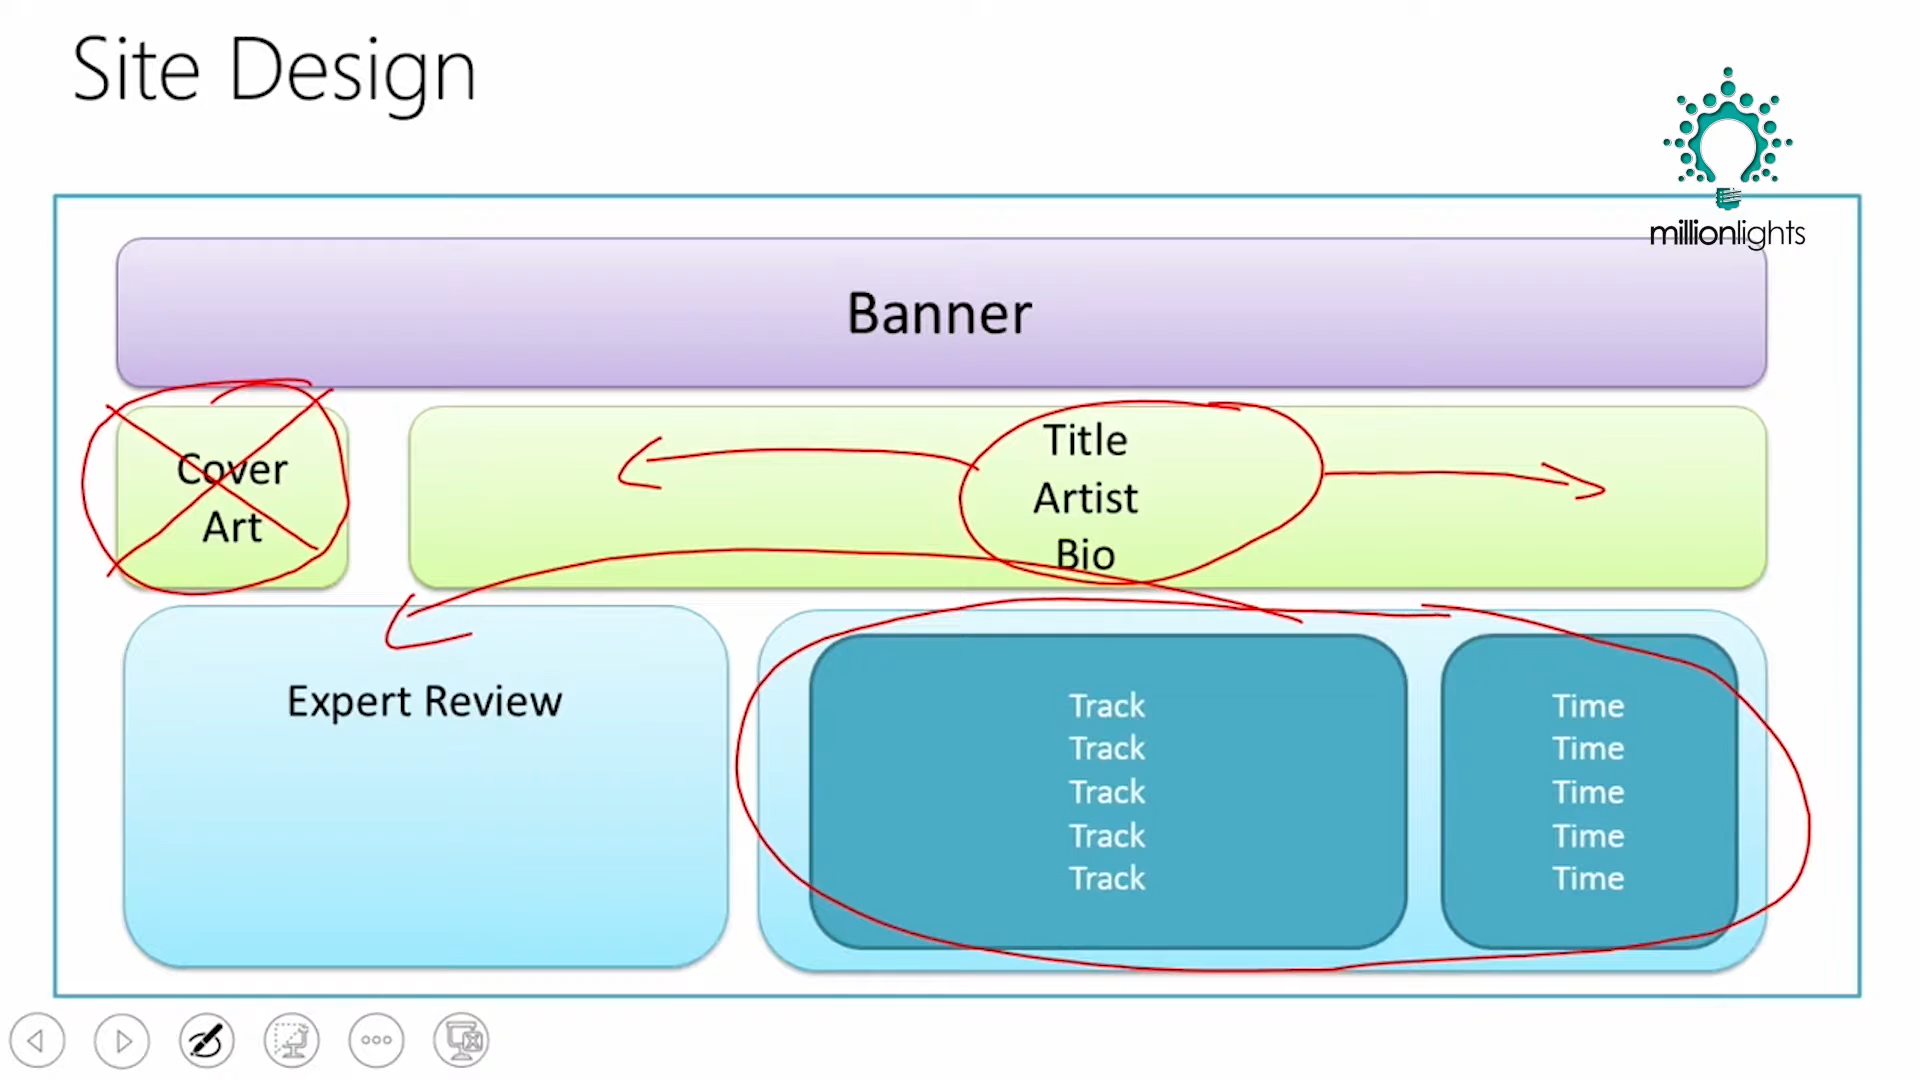 Site Design
millionlights
Banner
Cover
Art
Title
Artist
Bio
Expert Review
Track
Track
Track
Track
Track
Time
Time
Time
Time
Time